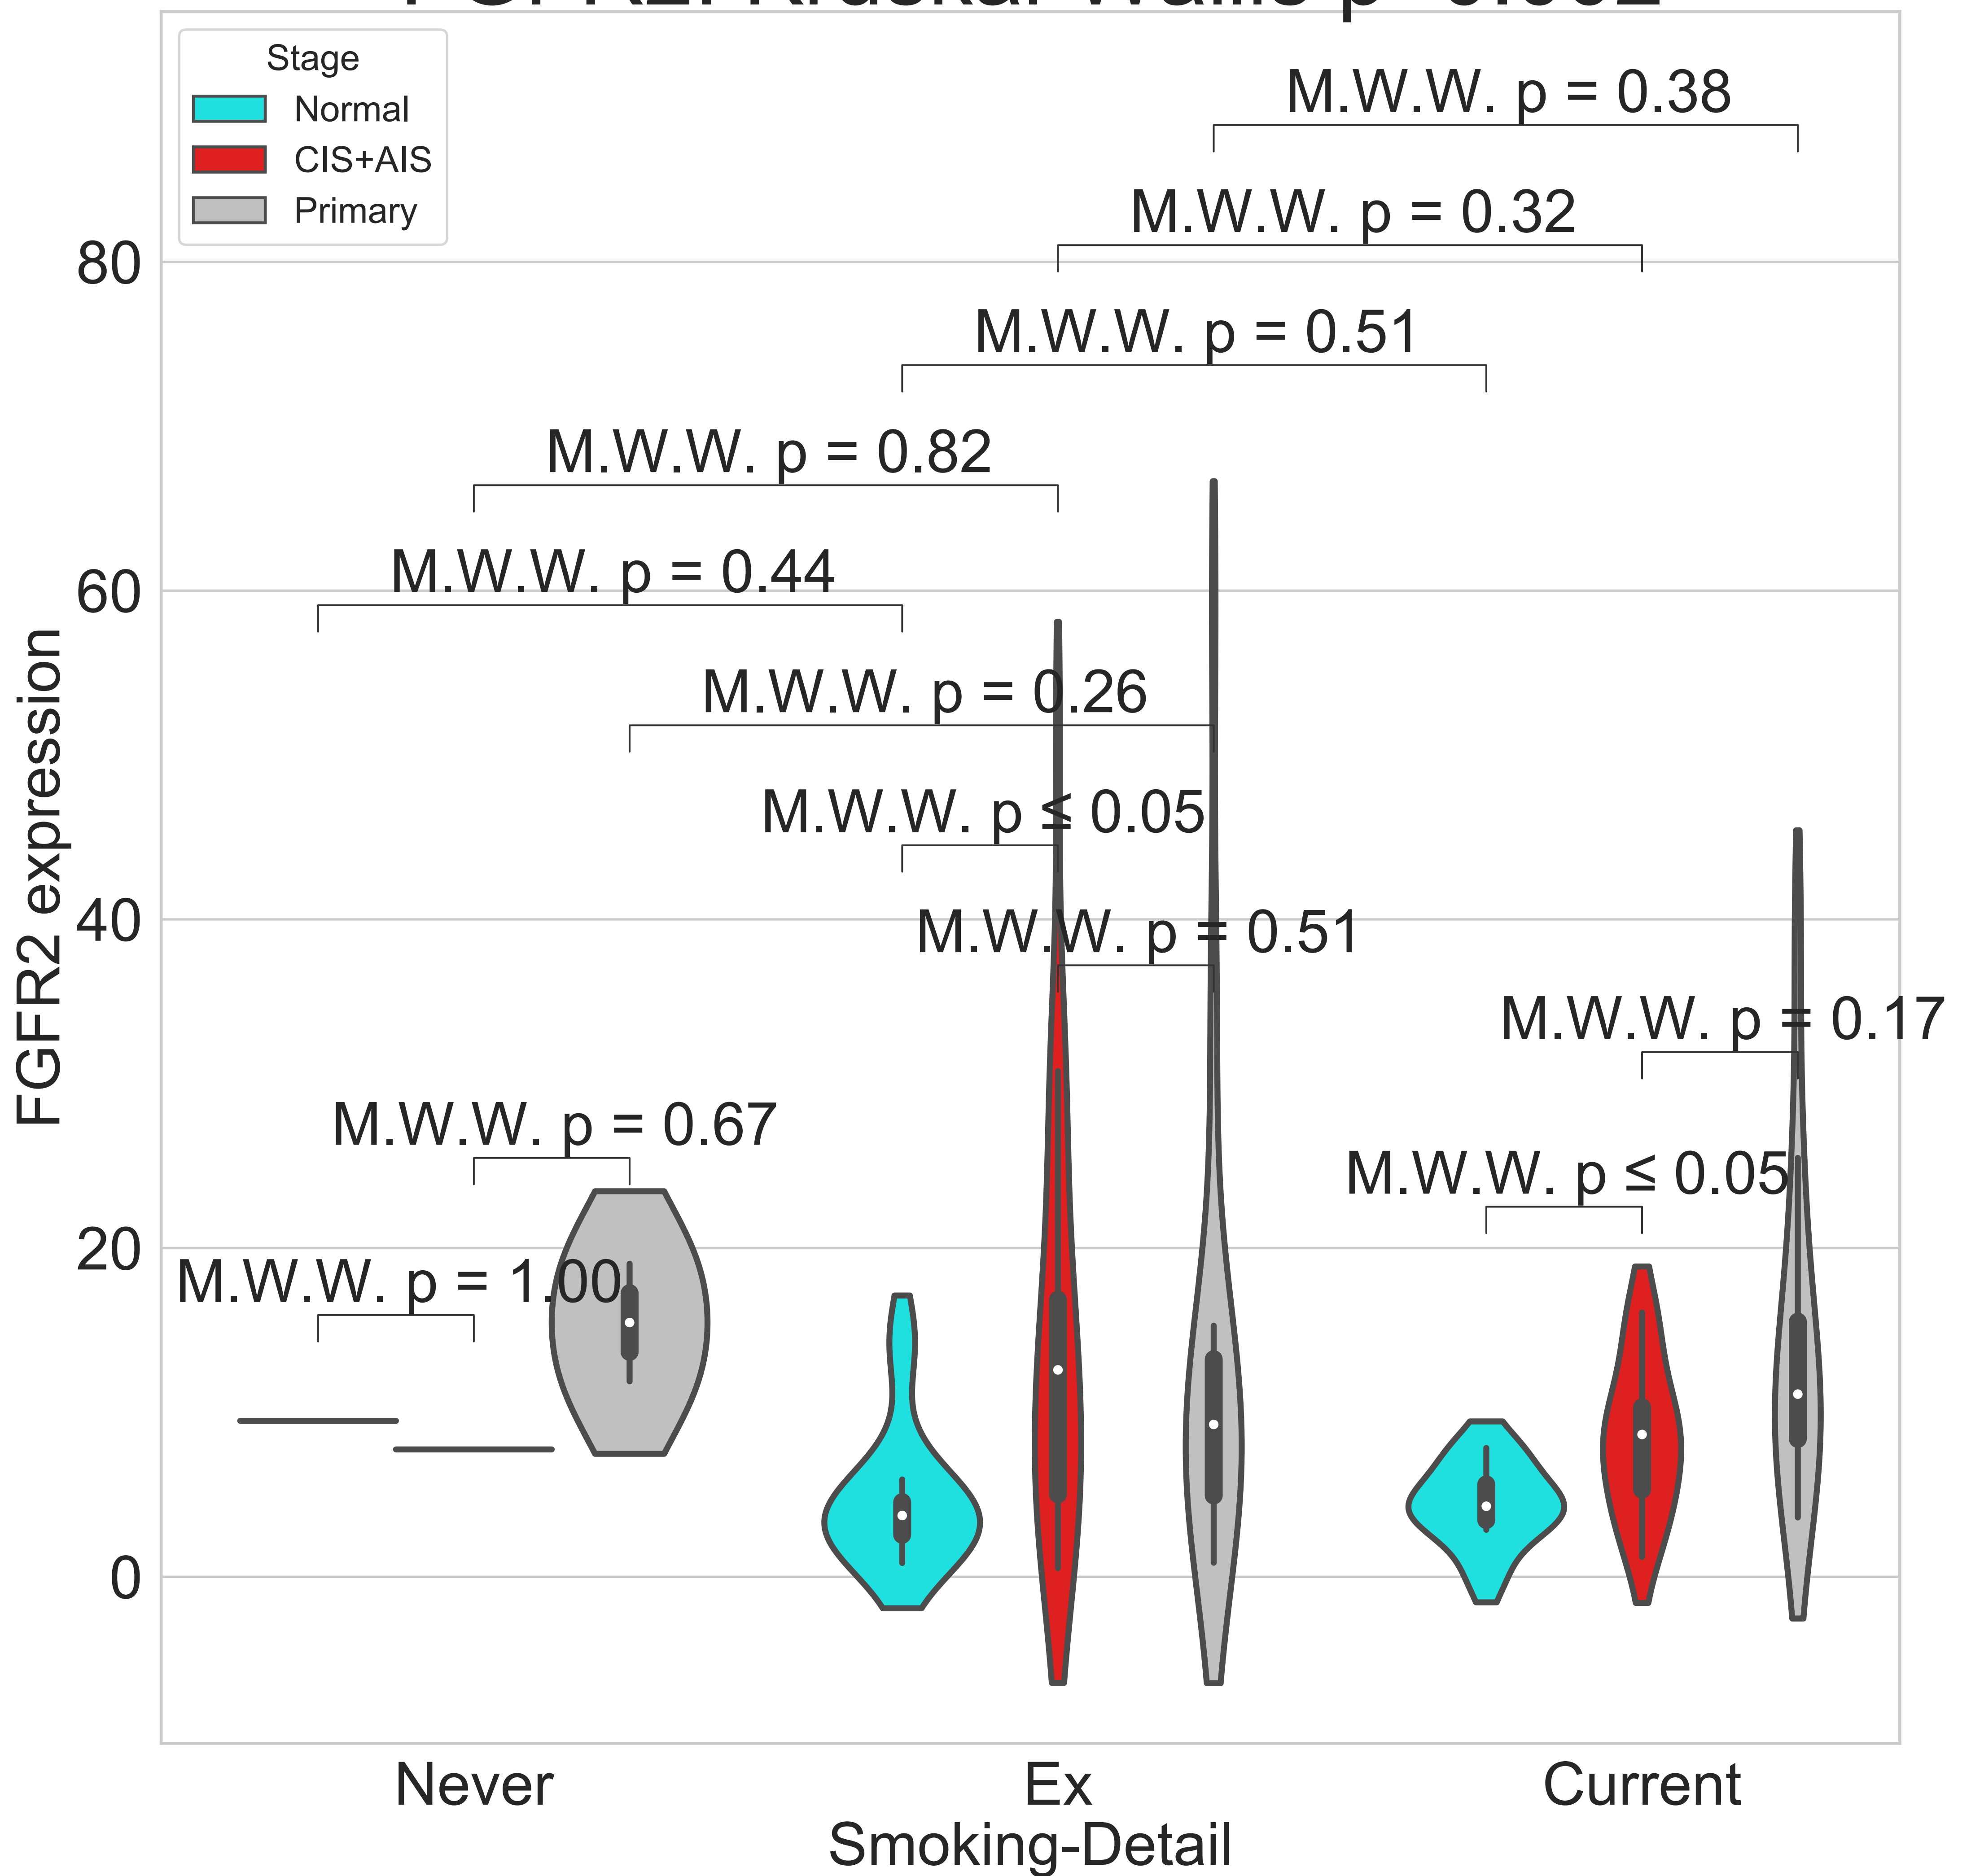 Stage
Normal
CIS+AIS
Primary
M.W.W. p = 0.38
M.W.W. p = 0.32
M.W.W. p = 0.51
M.W.W. p = 0.82
M.W.W. p = 0.44
M.W.W. p = 0.26
M.W.W. p ≤ 0.05
M.W.W. p = 0.51
M.W.W. p = 0.17
M.W.W. p = 0.67
M.W.W. p ≤ 0.05
M.W.W. p = 1.00
80
60
40
20
0
FGFR2 expression
Never
Ex
Current
Smoking-Detail